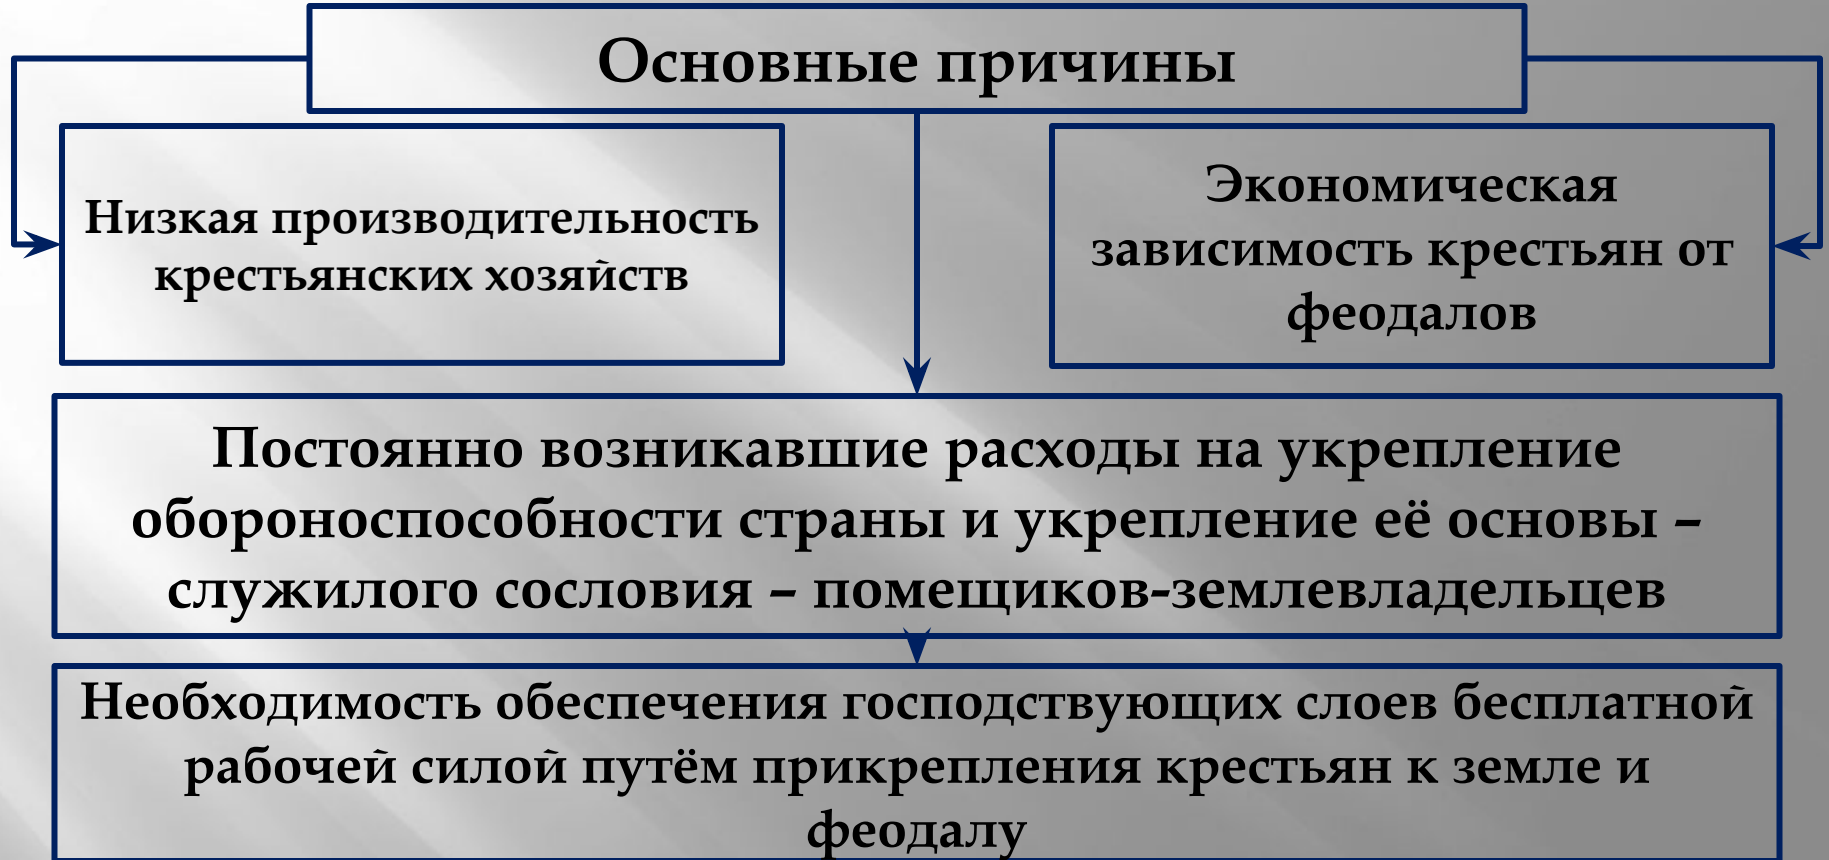 Основные причины
Низкая производительность
крестьянских хозяйств
Экономическая
зависимость крестьян от
феодалов
Постоянно возникавшие расходы на укрепление
обороноспособности страны и укрепление её основы –
служилого сословия – помещиков-землевладельцев
Необходимость обеспечения господствующих слоев бесплатной
рабочей силой путём прикрепления крестьян к земле и
феодалу